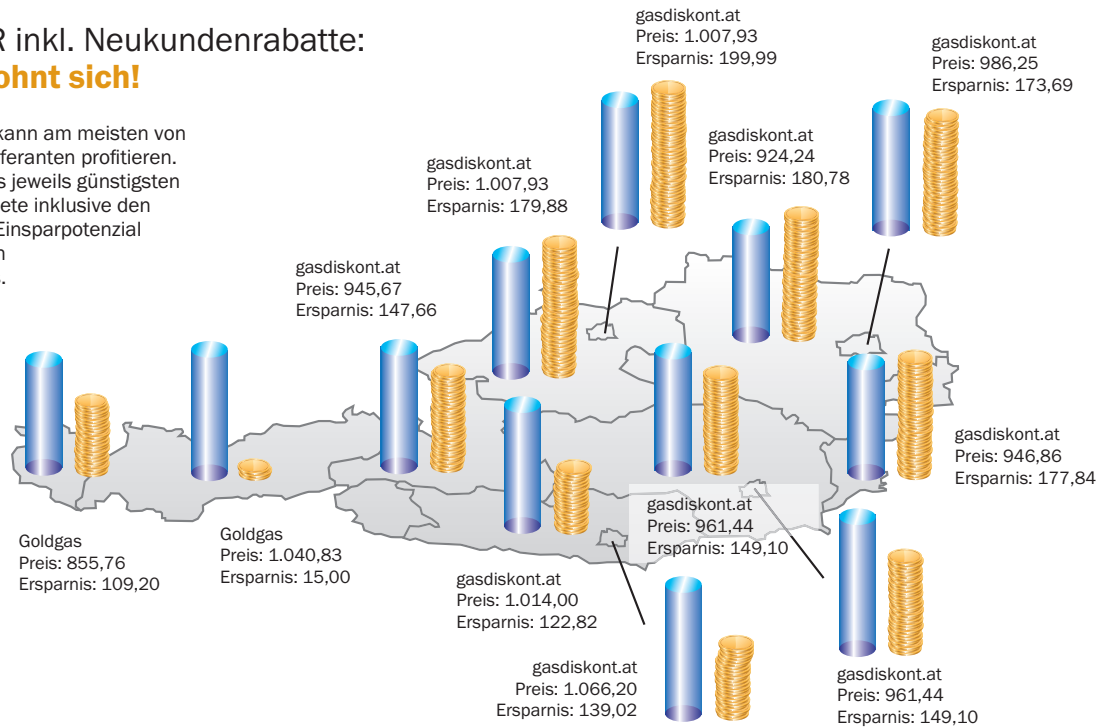 R inkl. Neukundenrabatte:
ohnt sich!
kann am meisten von
feranten profitieren.
s jeweils günstigsten
ete inklusive den
Einsparpotenzial
gasdiskont.at
Preis: 1.007,93
Ersparnis: 199,99
gasdiskont.at
Preis: 986,25
Ersparnis: 173,69
gasdiskont.at
Preis: 924,24
Ersparnis: 180,78
gasdiskont.at
Preis: 1.007,93
Ersparnis: 179,88
gasdiskont.at
Preis: 945,67
Ersparnis: 147,66
gasdiskont.at
Preis: 946,86
Ersparnis: 177,84
Goldgas
Preis: 855,76
Ersparnis: 109,20
Goldgas
Preis: 1.040,83
Ersparnis: 15,00
gasdiskont.at
Preis: 961,44
Ersparnis: 149,10
gasdiskont.at
Preis: 1.014,00
Ersparnis: 122,82
gasdiskont.at
Preis: 1.066,20
Ersparnis: 139,02
gasdiskont.at
Preis: 961,44
Ersparnis: 149,10